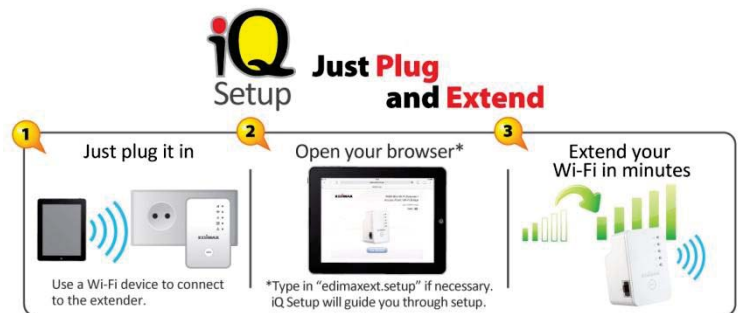 iQ
Setup
Just Plug
and Extend
1
Just plug it in
EDIMAX
Use a Wi-Fi device to connect
to the extender.
2
Open your browser*
EDIMAX
*Type in "edimaxext.setup" if necessary.
iQ Setup will guide you through setup.
3
Extend your
Wi-Fi in minutes